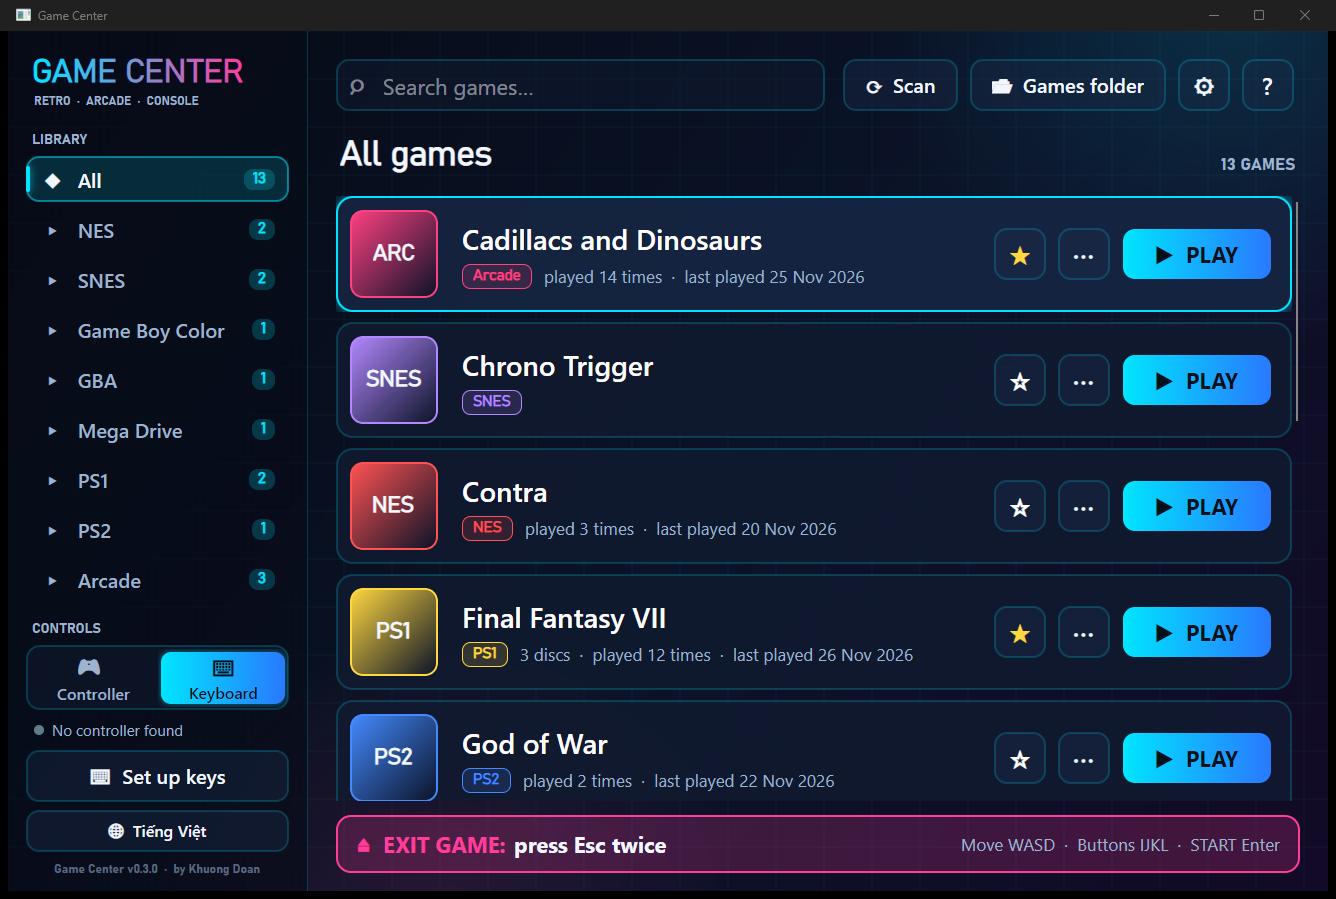 Game Center
GAME CENTER
RETRO · ARCADE · CONSOLE
LIBRARY
All 13
NES 2
SNES 2
Game Boy Color 1
GBA 1
Mega Drive 1
PS1 2
PS2 1
Arcade 3
CONTROLS
Controller
Keyboard
No controller found
Set up keys
Tiếng Việt
Game Center v0.3.0 · by Khuong Doan
Search games...
Scan
Games folder
?
All games
13 GAMES
ARC
Cadillacs and Dinosaurs
Arcade played 14 times · last played 25 Nov 2026
PLAY
SNES
Chrono Trigger
SNES
PLAY
NES
Contra
NES played 3 times · last played 20 Nov 2026
PLAY
PS1
Final Fantasy VII
PS1 3 discs · played 12 times · last played 26 Nov 2026
PLAY
PS2
God of War
PS2 played 2 times · last played 22 Nov 2026
PLAY
EXIT GAME: press Esc twice
Move WASD · Buttons IJKL · START Enter